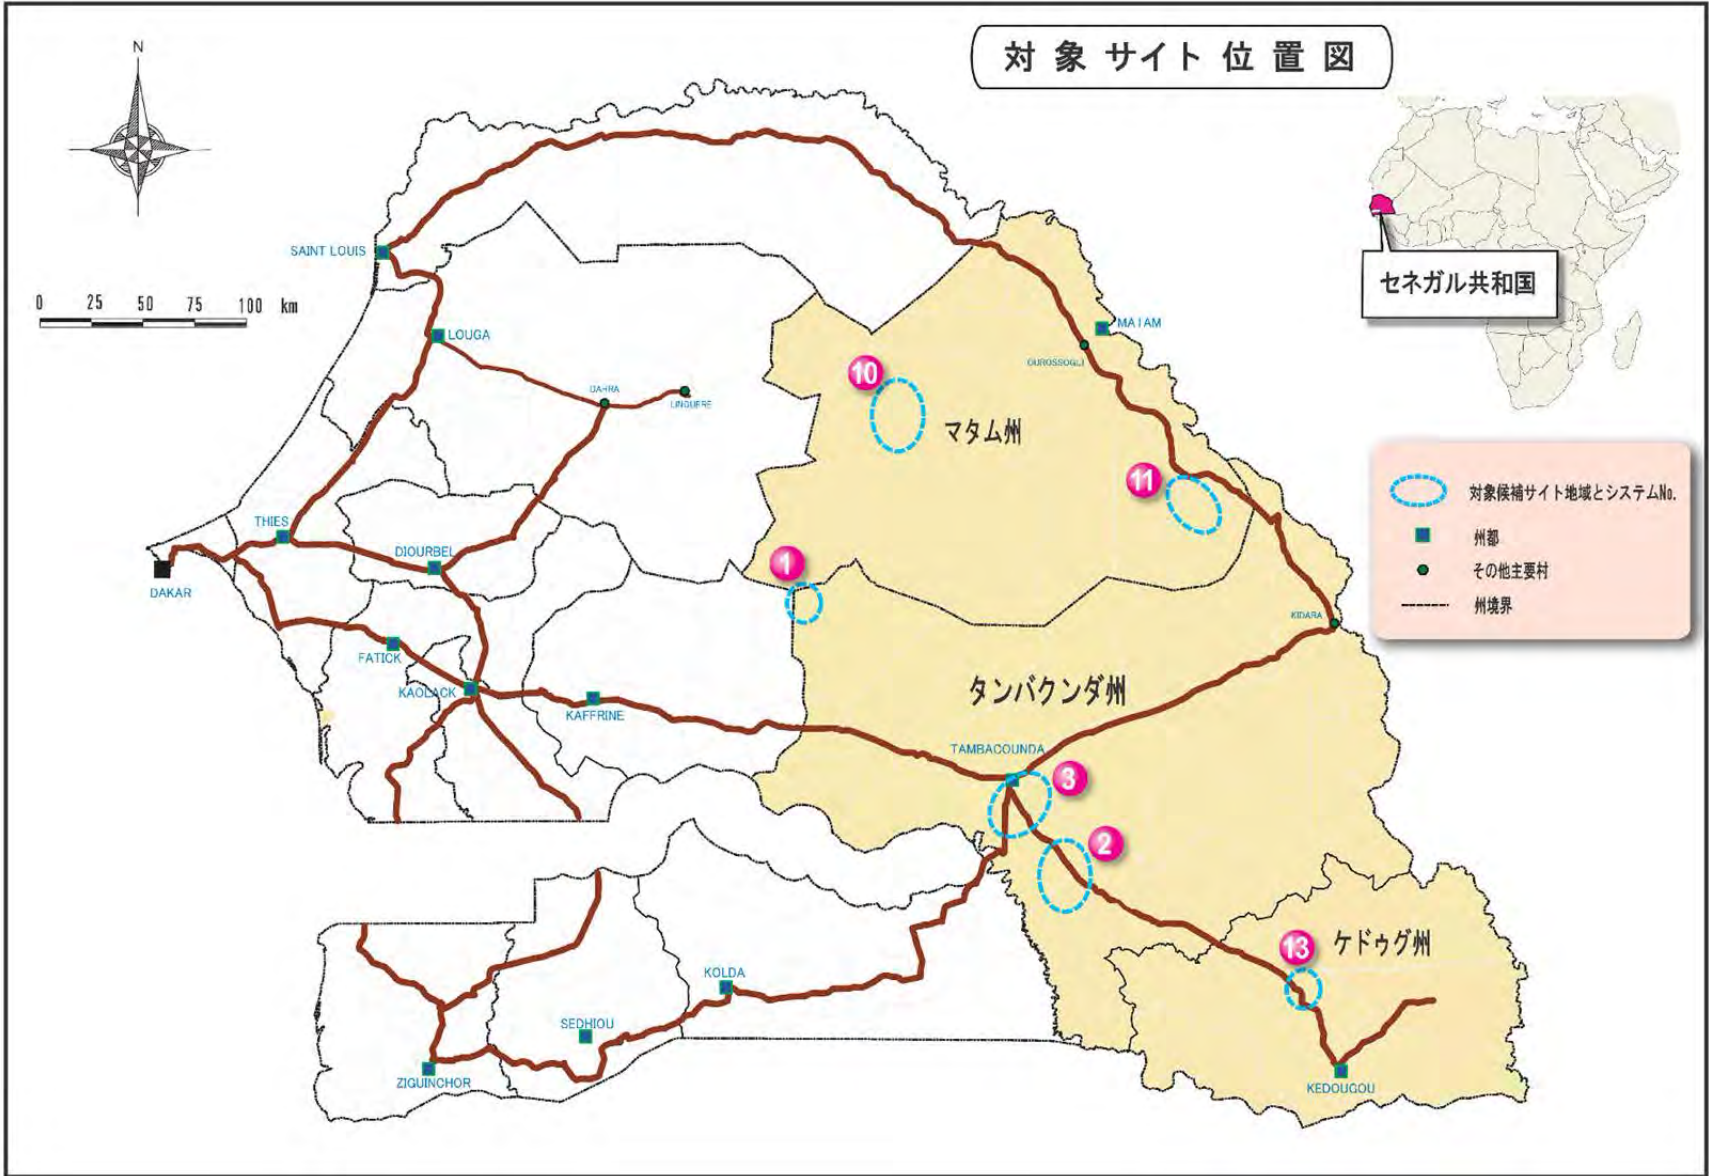 対象サイト位置図
N
セネガル共和国
SAINT LOUIS
0 25 50 75 100 km
LOUGA
MATAM
OUROSSOGLI
10
DAHRA
LINGUERE
マタム州
11
対象候補サイト地域とシステムNo.
州都
その他主要村
州境界
THIES
DIOURBEL
1
DAKAR
KIDARA
FATICK
KAOLACK
KAFFRINE
タンバクンダ州
TAMBACOUNDA
3
2
13
ケドゥグ州
KOLDA
SEDHIOU
ZIGUINCHOR
KEDOUGOU